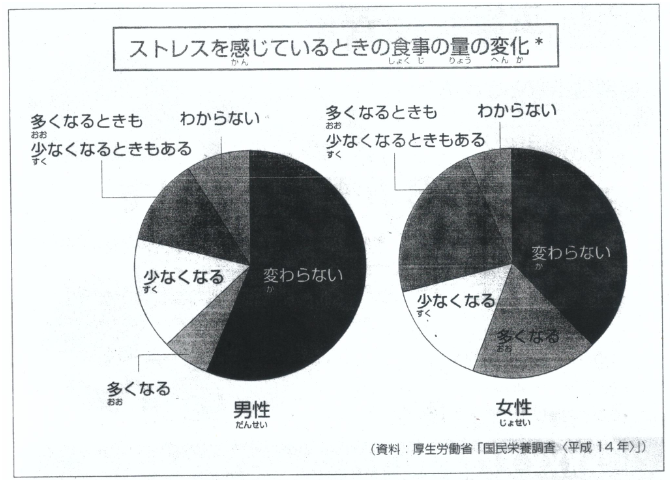 ストレスを感じているときの食事の量の変化*
かん しょくじ りょう へんか
多くなるときも
おお
少なくなるときもある
すく
わからない
変わらない
か
少なくなる
すく
多くなる
おお
男性
だんせい
多くなるときも
おお
少なくなるときもある
すく
わからない
変わらない
か
少なくなる
すく
多くなる
おお
女性
じょせい
(資料:厚生労働省「国民栄養調査〈平成14年〉」)